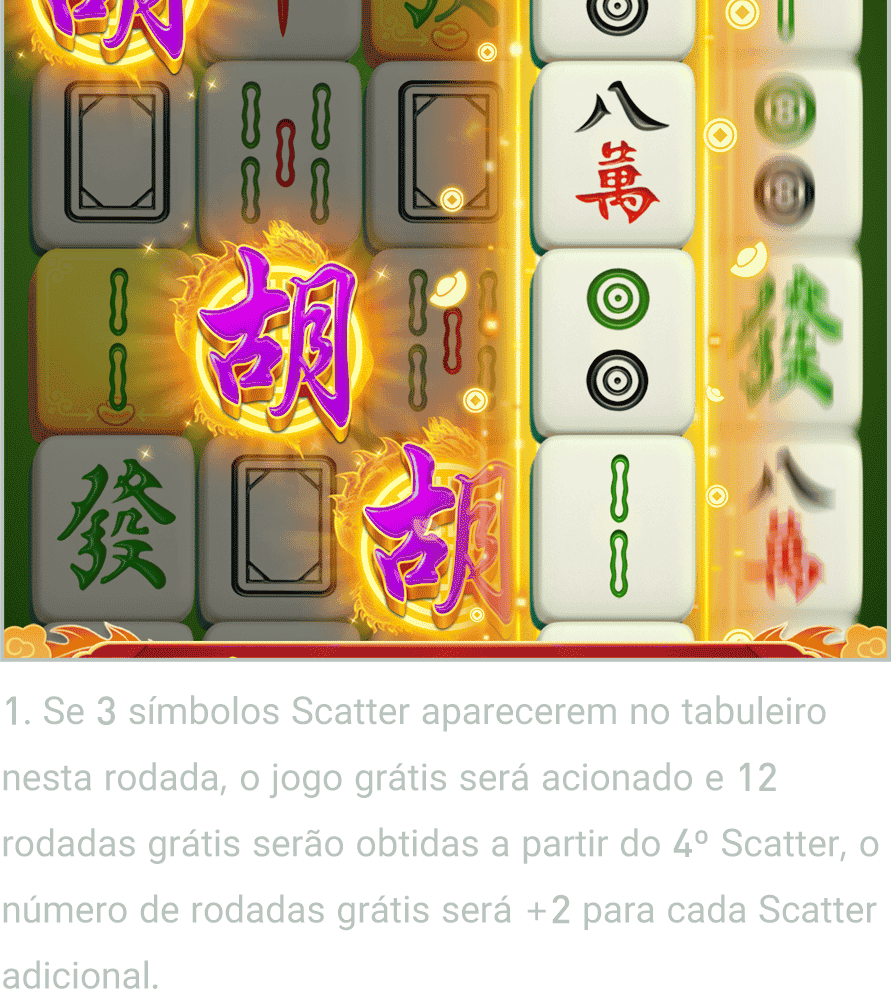 胡
八
萬
胡
發
發
胡
八
萬
1. Se 3 símbolos Scatter aparecerem no tabuleiro
nesta rodada, o jogo grátis será acionado e 12
rodadas grátis serão obtidas a partir do 4º Scatter, o
número de rodadas grátis será +2 para cada Scatter
adicional.